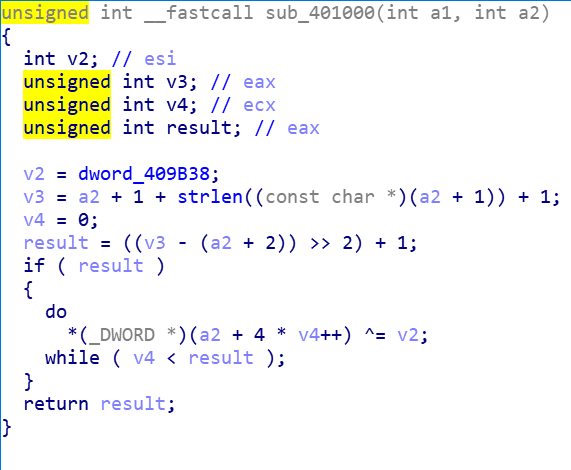 unsigned int __fastcall sub_401000(int a1, int a2)
{
  int v2; // esi
  unsigned int v3; // eax
  unsigned int v4; // ecx
  unsigned int result; // eax

  v2 = dword_409B38;
  v3 = a2 + 1 + strlen((const char *)(a2 + 1)) + 1;
  v4 = 0;
  result = ((v3 - (a2 + 2)) >> 2) + 1;
  if ( result )
  {
    do
      *(_DWORD *)(a2 + 4 * v4++) ^= v2;
    while ( v4 < result );
  }
  return result;
}